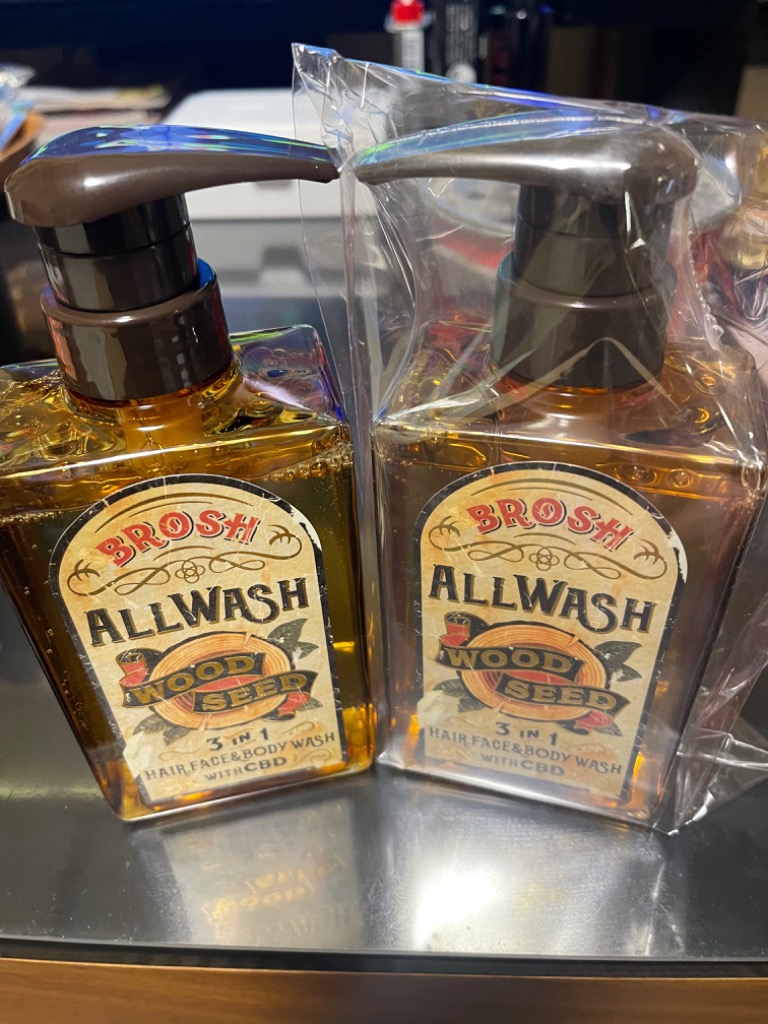 BROSH
ALLWASH
WOOD
SEED
3 IN 1
HAIR, FACE & BODY WASH
WITH CBD
BROSH
ALLWASH
WOOD
SEED
3 IN 1
HAIR, FACE & BODY WASH
WITH CBD